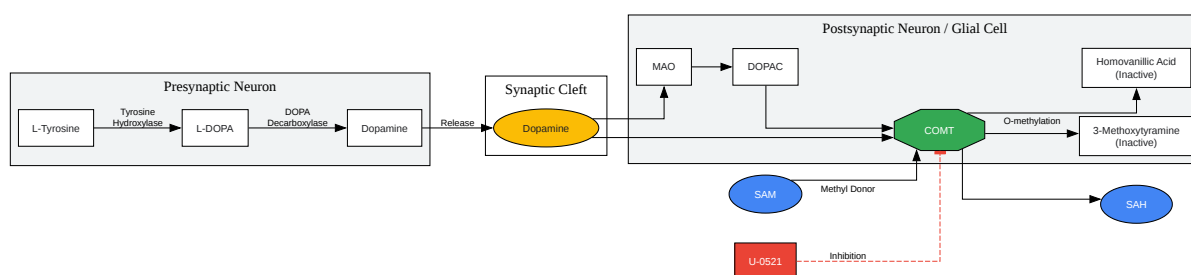 Postsynaptic Neuron / Glial Cell
MAO
DOPAC
Homovanillic Acid
(Inactive)
Presynaptic Neuron
Synaptic Cleft
L-Tyrosine
Tyrosine
Hydroxylase
L-DOPA
DOPA
Decarboxylase
Dopamine
Release
Dopamine
COMT
O-methylation
3-Methoxytyramine
(Inactive)
SAM
Methyl Donor
SAH
U-0521
Inhibition